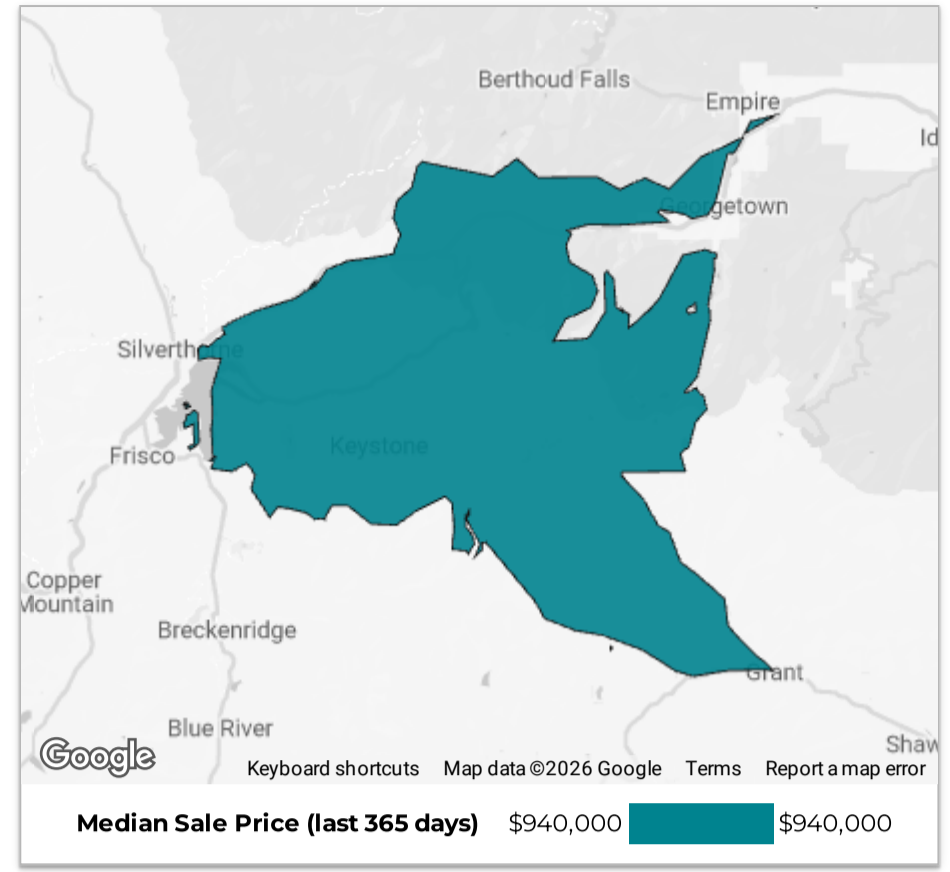 Berthoud Falls
Empire
Id
Georgetown
Silverthorne
Keystone
Frisco
Copper
Mountain
Breckenridge
Grant
Blue River
Shaw
Google
Keyboard shortcuts Map data ©2026 Google Terms Report a map error
Median Sale Price (last 365 days) $940,000 $940,000